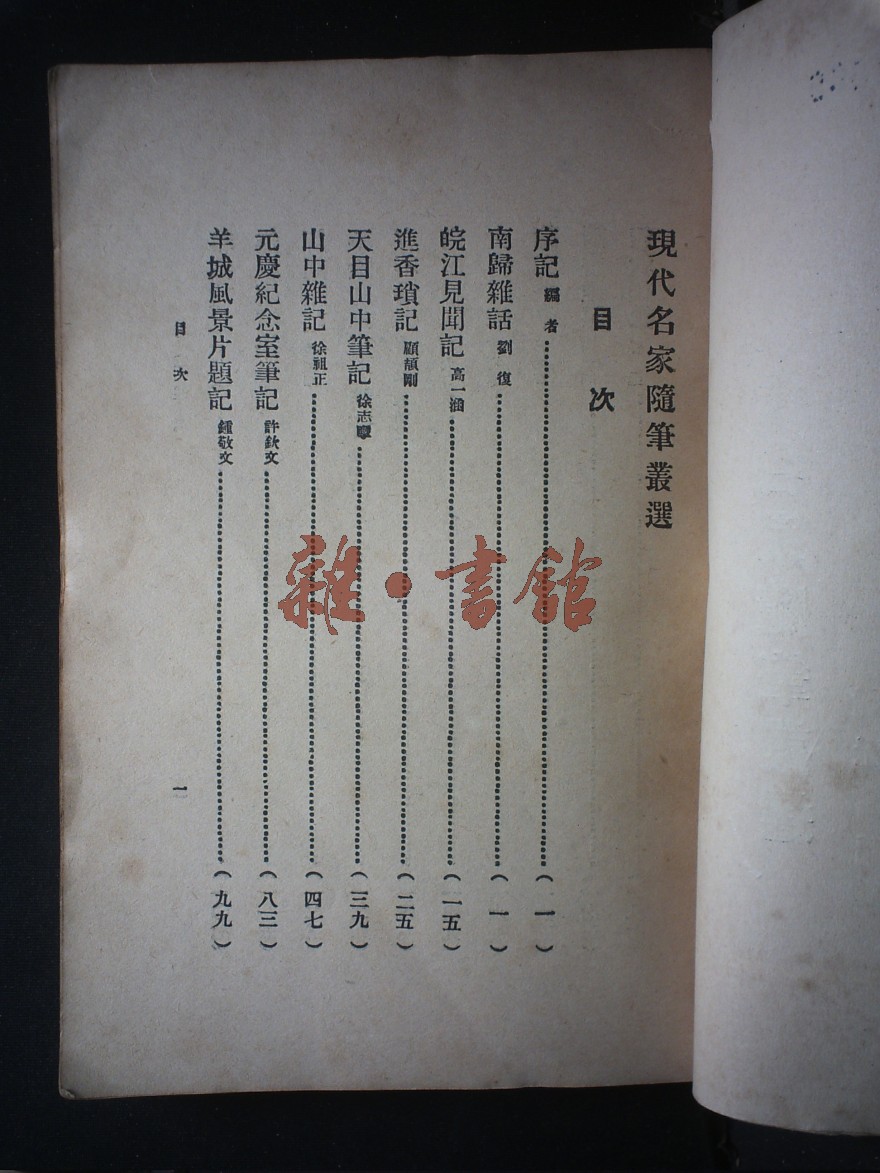 現代名家隨筆叢選
目次
序記 編者 (一)
南歸雜話 劉復 (一)
皖江見聞記 高一涵 (一五)
進香瑣記 顧頡剛 (二五)
天目山中筆記 徐志摩 (三九)
山中雜記 徐祖正 (四七)
元慶紀念室筆記 許欽文 (八三)
羊城風景片題記 鍾敬文 (九九)
目次
一
雜·書館